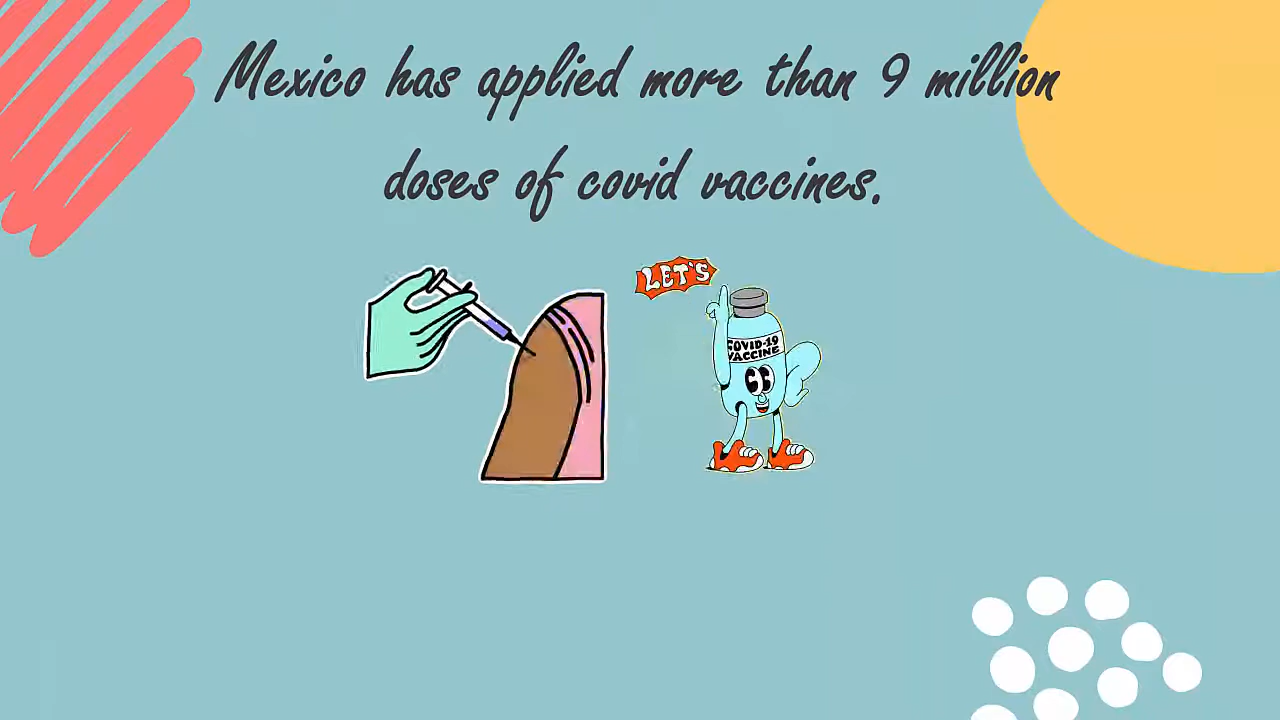 Mexico has applied more than 9 million
doses of covid vaccines.
LET'S
COVID-19
VACCINE